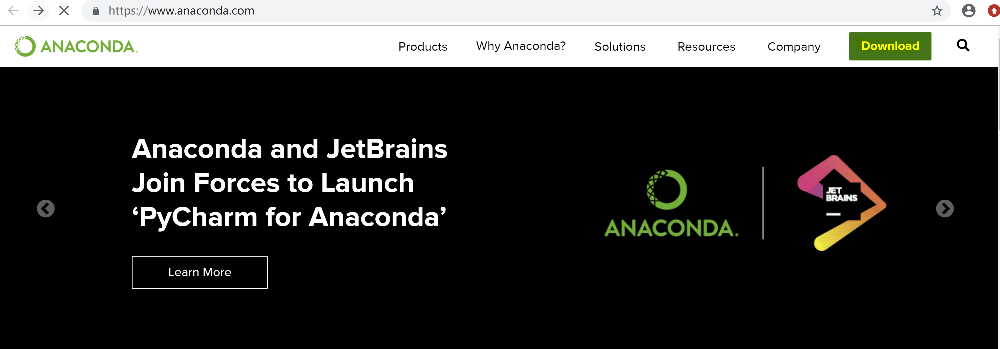 https://www.anaconda.com
ANACONDA.
Products Why Anaconda? Solutions Resources Company Download
Anaconda and JetBrains
Join Forces to Launch
‘PyCharm for Anaconda’
Learn More
ANACONDA.
JET
BRAINS